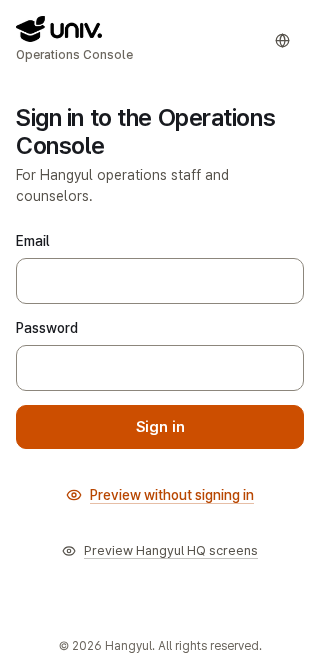 UNIV.
Operations Console
Sign in to the Operations
Console
For Hangyul operations staff and
counselors.
Email
Password
Sign in
Preview without signing in
Preview Hangyul HQ screens
© 2026 Hangyul. All rights reserved.